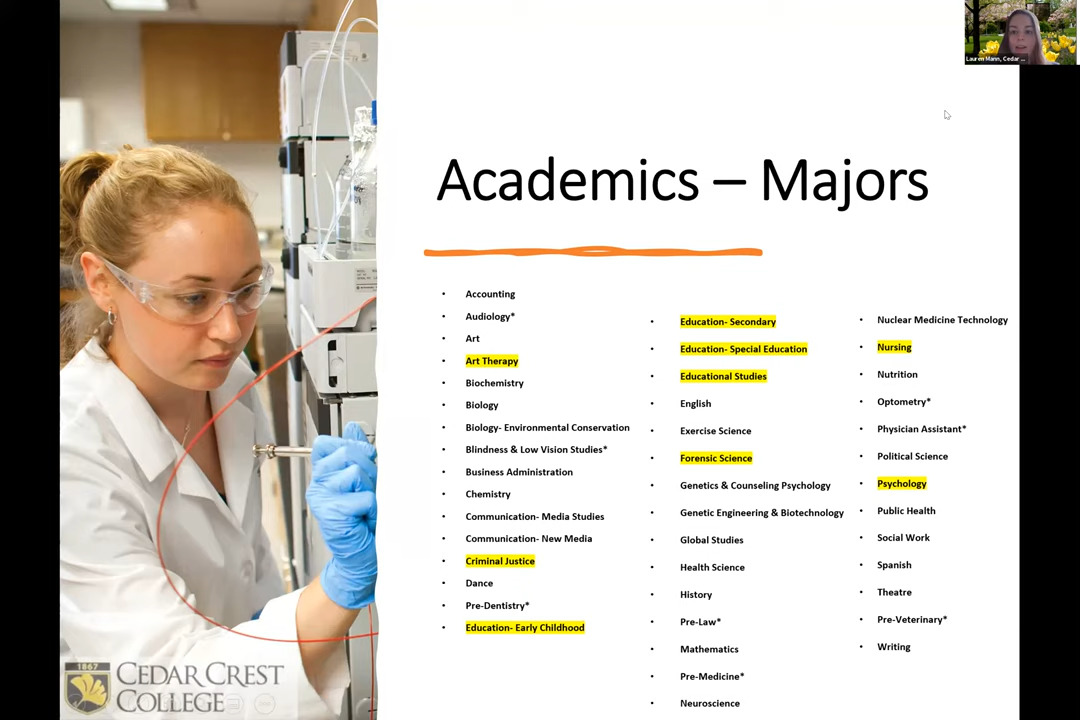 Lauren Mann, Cedar ...
Academics – Majors
Accounting
Audiology*
Art
Art Therapy
Biochemistry
Biology
Biology- Environmental Conservation
Blindness & Low Vision Studies*
Business Administration
Chemistry
Communication- Media Studies
Communication- New Media
Criminal Justice
Dance
Pre-Dentistry*
Education- Early Childhood
Education- Secondary
Education- Special Education
Educational Studies
English
Exercise Science
Forensic Science
Genetics & Counseling Psychology
Genetic Engineering & Biotechnology
Global Studies
Health Science
History
Pre-Law*
Mathematics
Pre-Medicine*
Neuroscience
Nuclear Medicine Technology
Nursing
Nutrition
Optometry*
Physician Assistant*
Political Science
Psychology
Public Health
Social Work
Spanish
Theatre
Pre-Veterinary*
Writing
1867
CEDAR CREST
COLLEGE